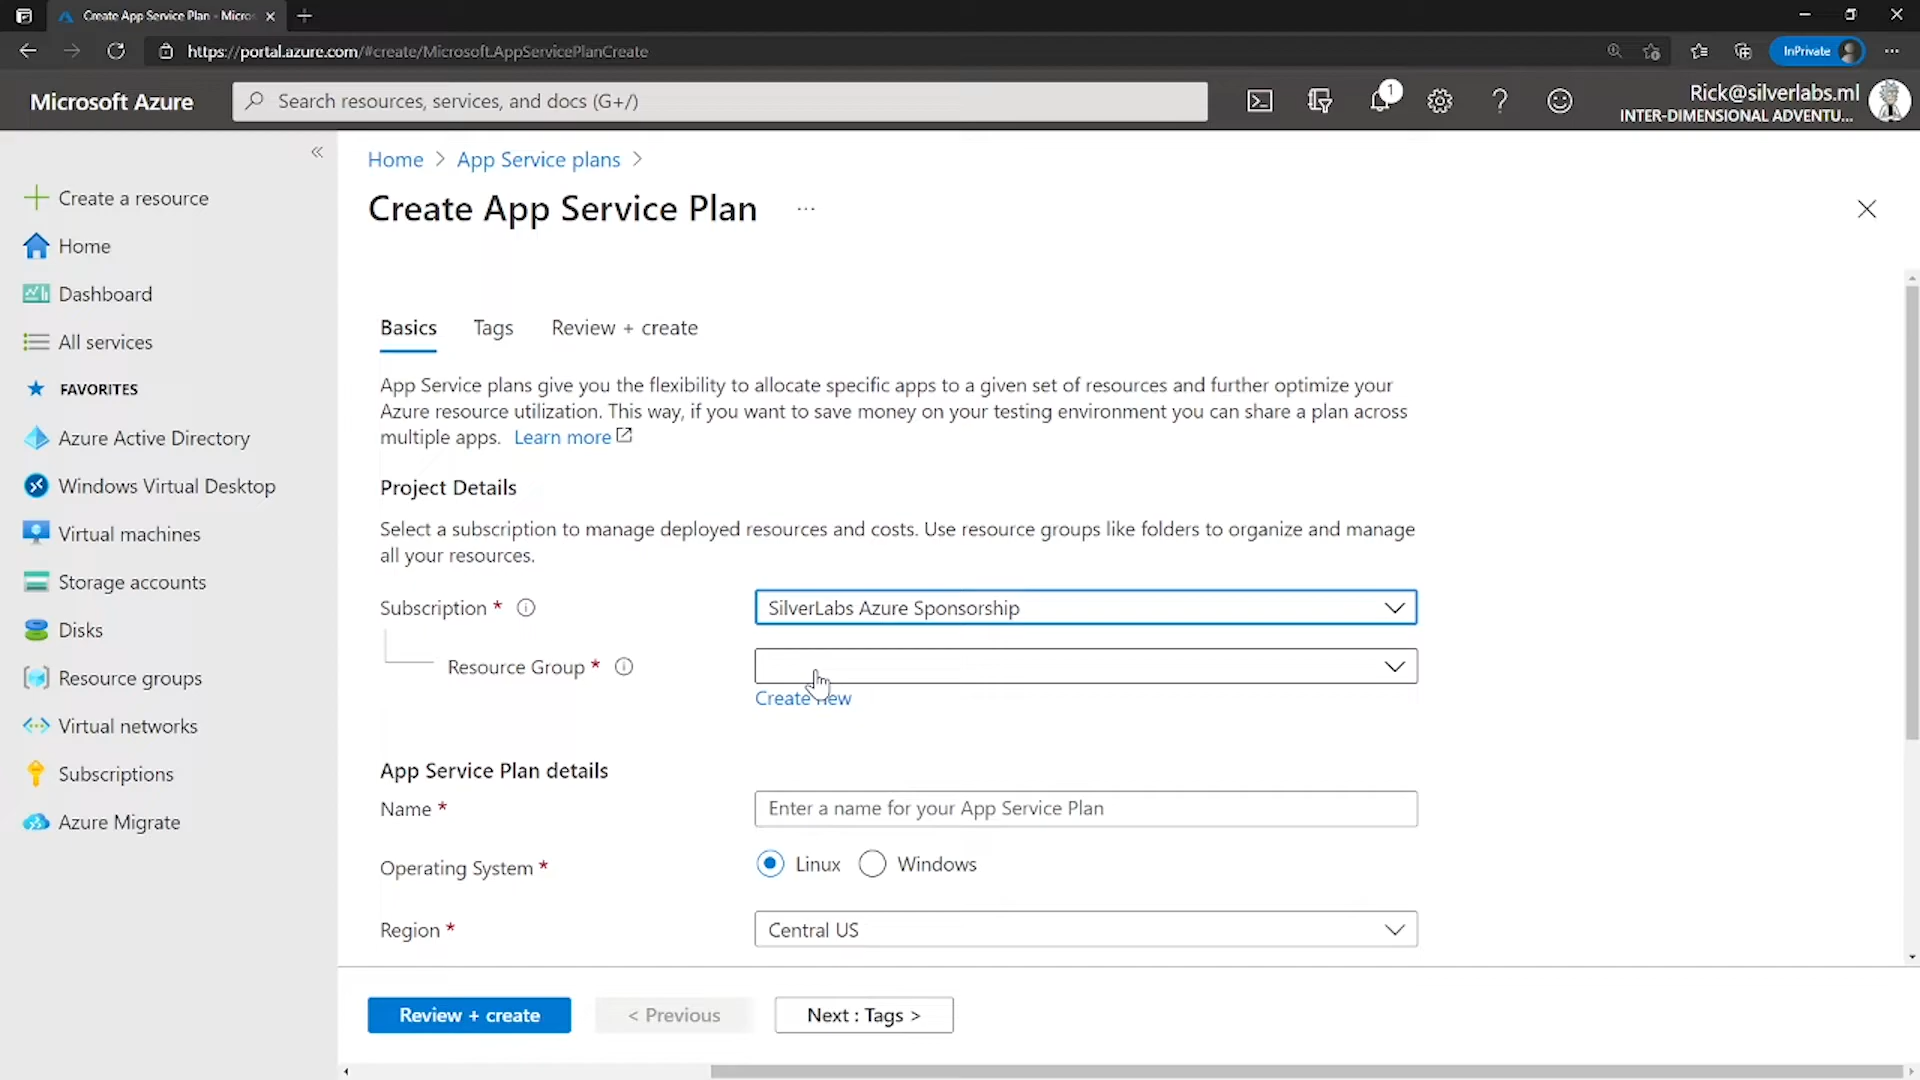 Create App Service Plan - Micros
https://portal.azure.com/#create/Microsoft.AppServicePlanCreate
InPrivate
Microsoft Azure
Search resources, services, and docs (G+/)
1
Rick@silverlabs.ml
INTER-DIMENSIONAL ADVENTU...
Create a resource
Home
Dashboard
All services
FAVORITES
Azure Active Directory
Windows Virtual Desktop
Virtual machines
Storage accounts
Disks
Resource groups
Virtual networks
Subscriptions
Azure Migrate
Home > App Service plans >
Create App Service Plan ...
Basics Tags Review + create
App Service plans give you the flexibility to allocate specific apps to a given set of resources and further optimize your
Azure resource utilization. This way, if you want to save money on your testing environment you can share a plan across
multiple apps. Learn more
Project Details
Select a subscription to manage deployed resources and costs. Use resource groups like folders to organize and manage
all your resources.
Subscription * SilverLabs Azure Sponsorship
Resource Group *
Create new
App Service Plan details
Name * Enter a name for your App Service Plan
Operating System * Linux Windows
Region * Central US
Review + create < Previous Next : Tags >